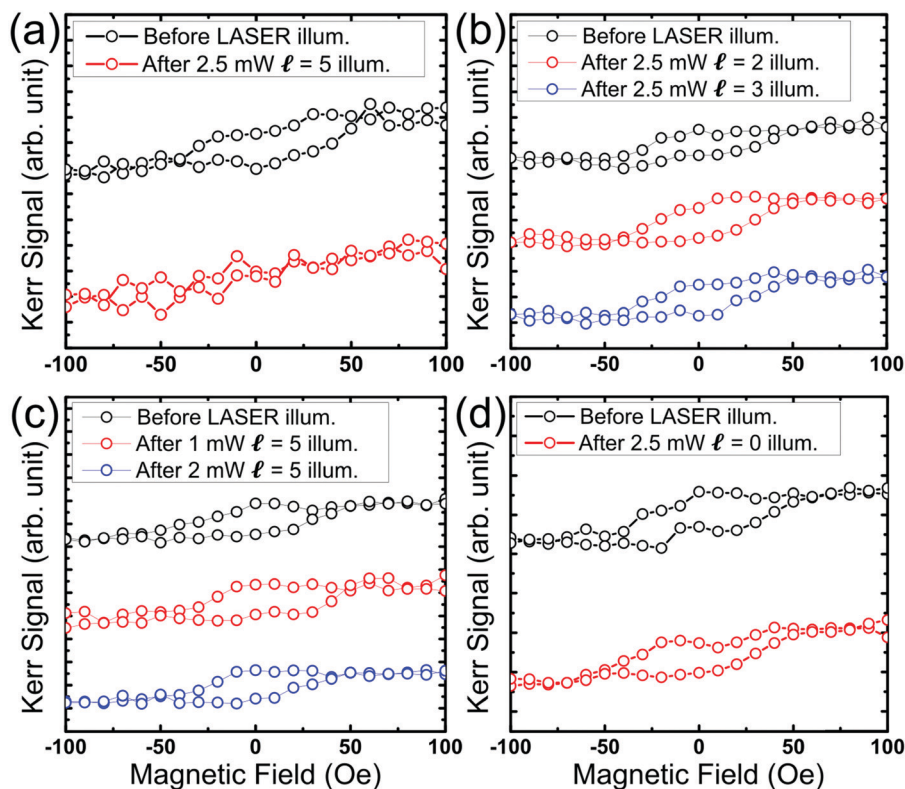 (a)
Before LASER illum.
After 2.5 mW ℓ = 5 illum.
Kerr Signal (arb. unit)
-100 -50 0 50 100
(b)
Before LASER illum.
After 2.5 mW ℓ = 2 illum.
After 2.5 mW ℓ = 3 illum.
Kerr Signal (arb. unit)
-100 -50 0 50 100
(c)
Before LASER illum.
After 1 mW ℓ = 5 illum.
After 2 mW ℓ = 5 illum.
Kerr Signal (arb. unit)
-100 -50 0 50 100
Magnetic Field (Oe)
(d)
Before LASER illum.
After 2.5 mW ℓ = 0 illum.
Kerr Signal (arb. unit)
-100 -50 0 50 100
Magnetic Field (Oe)